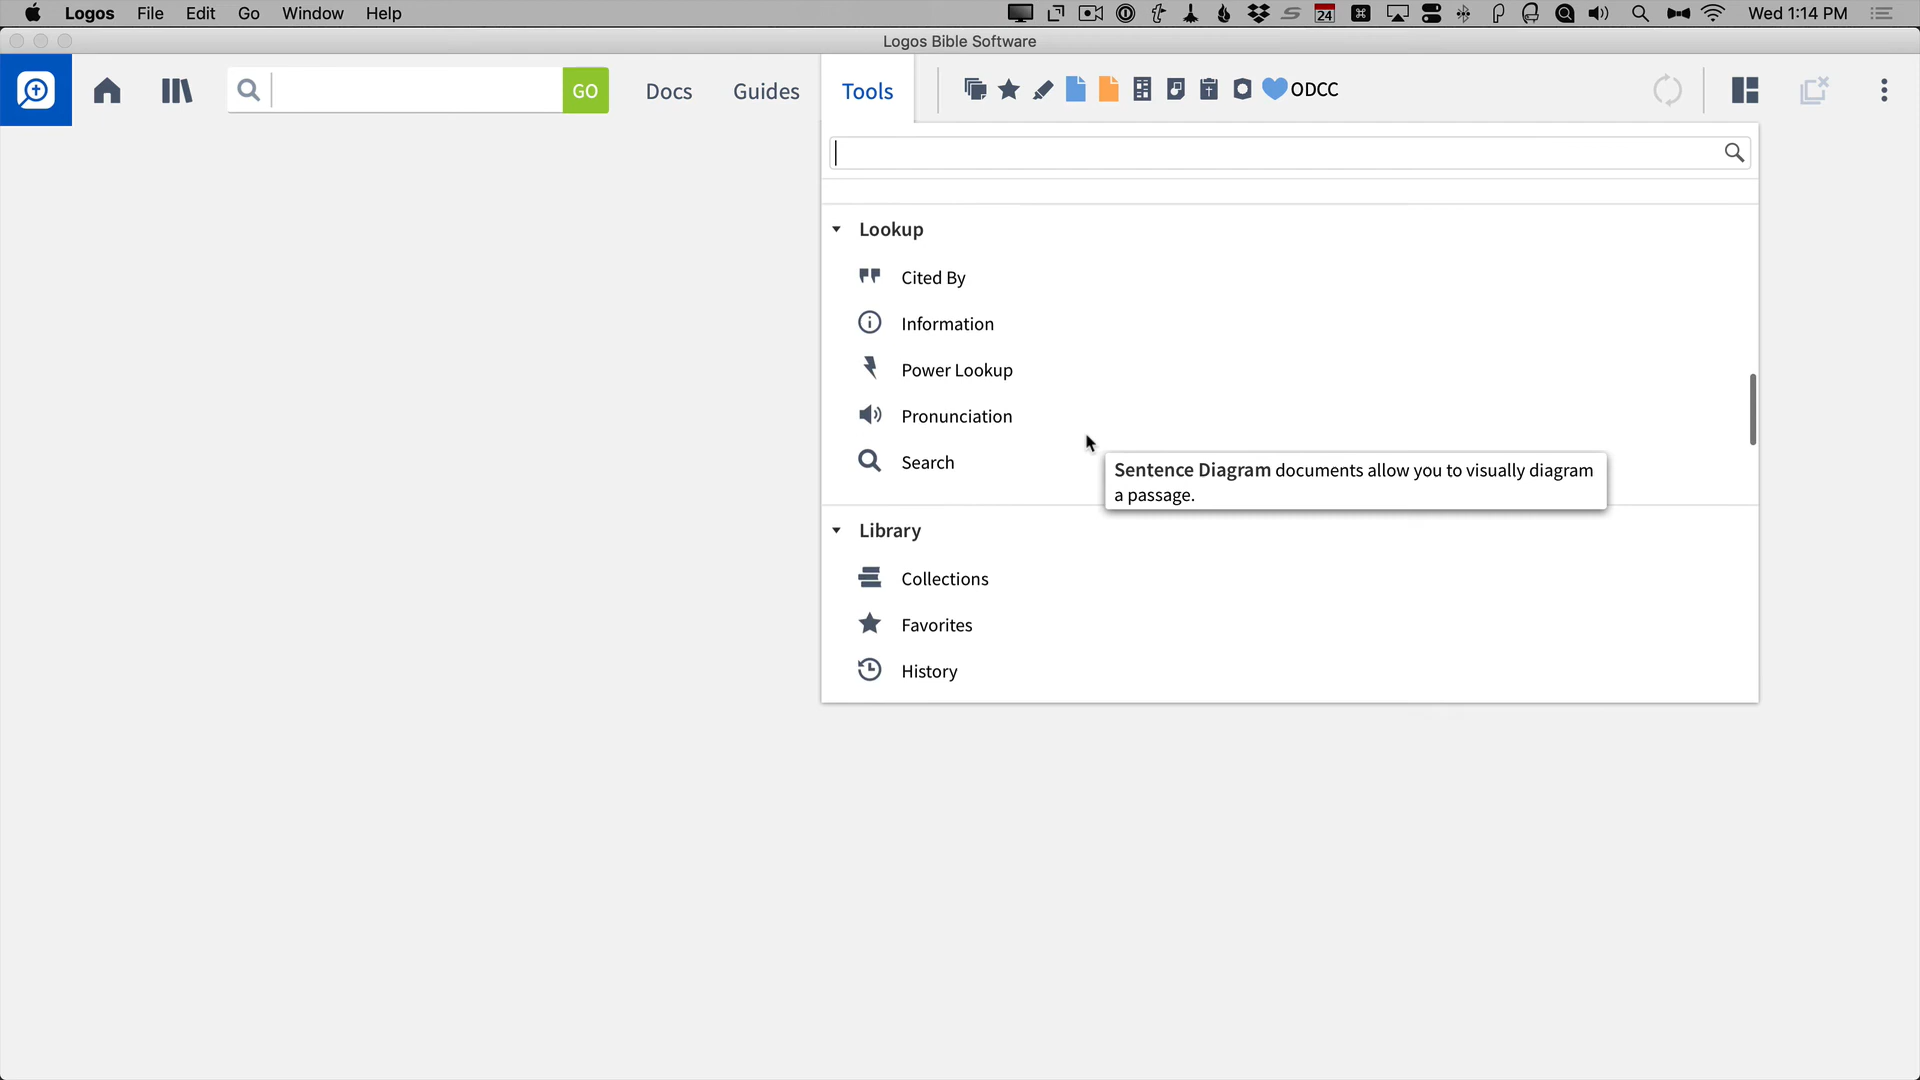 Logos File Edit Go Window Help 24 Wed 1:14 PM
Logos Bible Software
GO Docs Guides Tools ODCC
Lookup
Cited By
Information
Power Lookup
Pronunciation
Search
Sentence Diagram documents allow you to visually diagram
a passage.
Library
Collections
Favorites
History